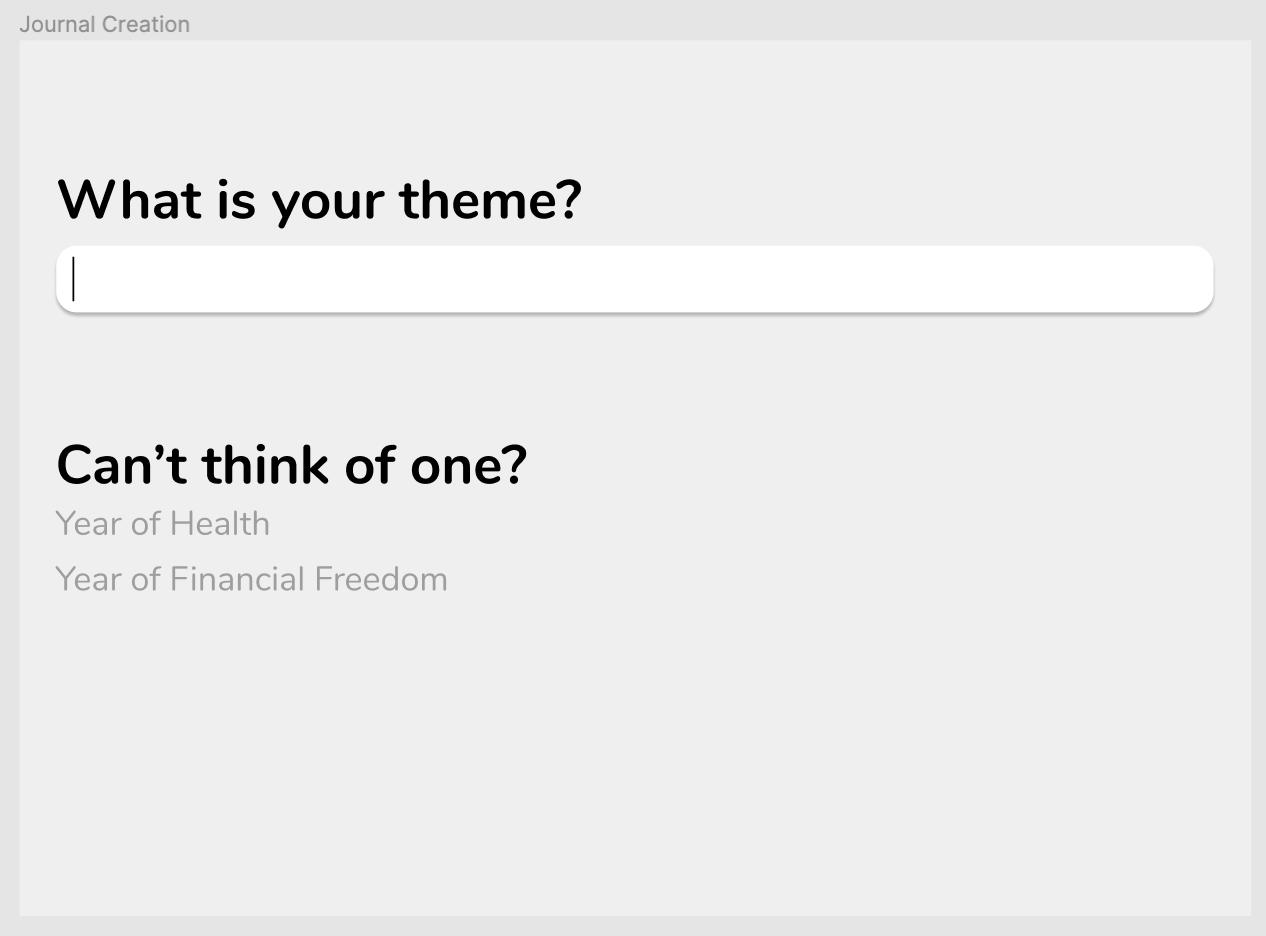 Journal Creation
What is your theme?
Can’t think of one?
Year of Health
Year of Financial Freedom